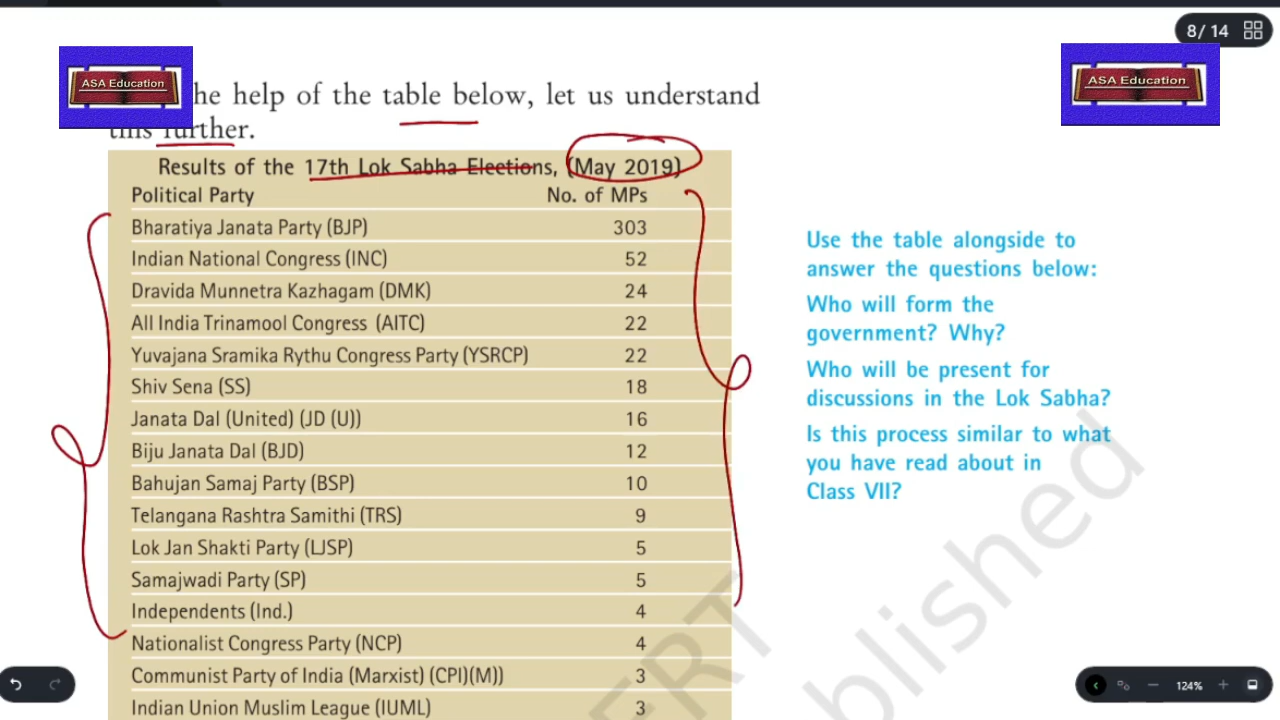 8/ 14
ASA Education
ASA Education
he help of the table below, let us understand
this further.
Results of the 17th Lok Sabha Elections, (May 2019)
Political Party No. of MPs
Bharatiya Janata Party (BJP) 303
Indian National Congress (INC) 52
Dravida Munnetra Kazhagam (DMK) 24
All India Trinamool Congress (AITC) 22
Yuvajana Sramika Rythu Congress Party (YSRCP) 22
Shiv Sena (SS) 18
Janata Dal (United) (JD (U)) 16
Biju Janata Dal (BJD) 12
Bahujan Samaj Party (BSP) 10
Telangana Rashtra Samithi (TRS) 9
Lok Jan Shakti Party (LJSP) 5
Samajwadi Party (SP) 5
Independents (Ind.) 4
Nationalist Congress Party (NCP) 4
Communist Party of India (Marxist) (CPI)(M)) 3
Indian Union Muslim League (IUML) 3
Use the table alongside to
answer the questions below:
Who will form the
government? Why?
Who will be present for
discussions in the Lok Sabha?
Is this process similar to what
you have read about in
Class VII?
ERT
blished
124%